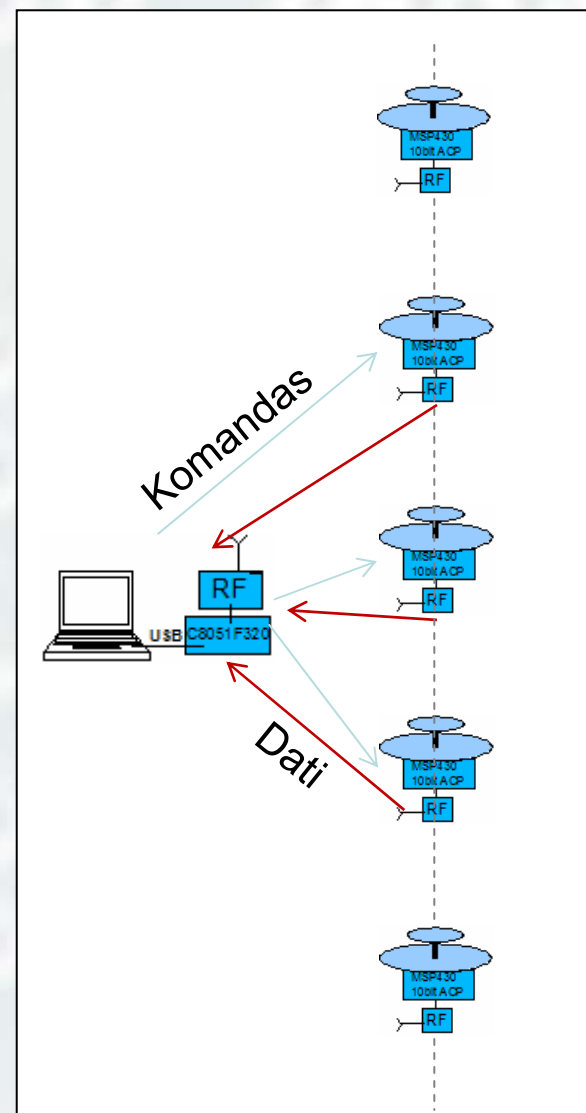 MSP430
10bit ACP
RF
MSP430
10bit ACP
RF
Komandas
MSP430
10bit ACP
RF
RF
USB
C8051F320
Dati
MSP430
10bit ACP
RF
MSP430
10bit ACP
RF